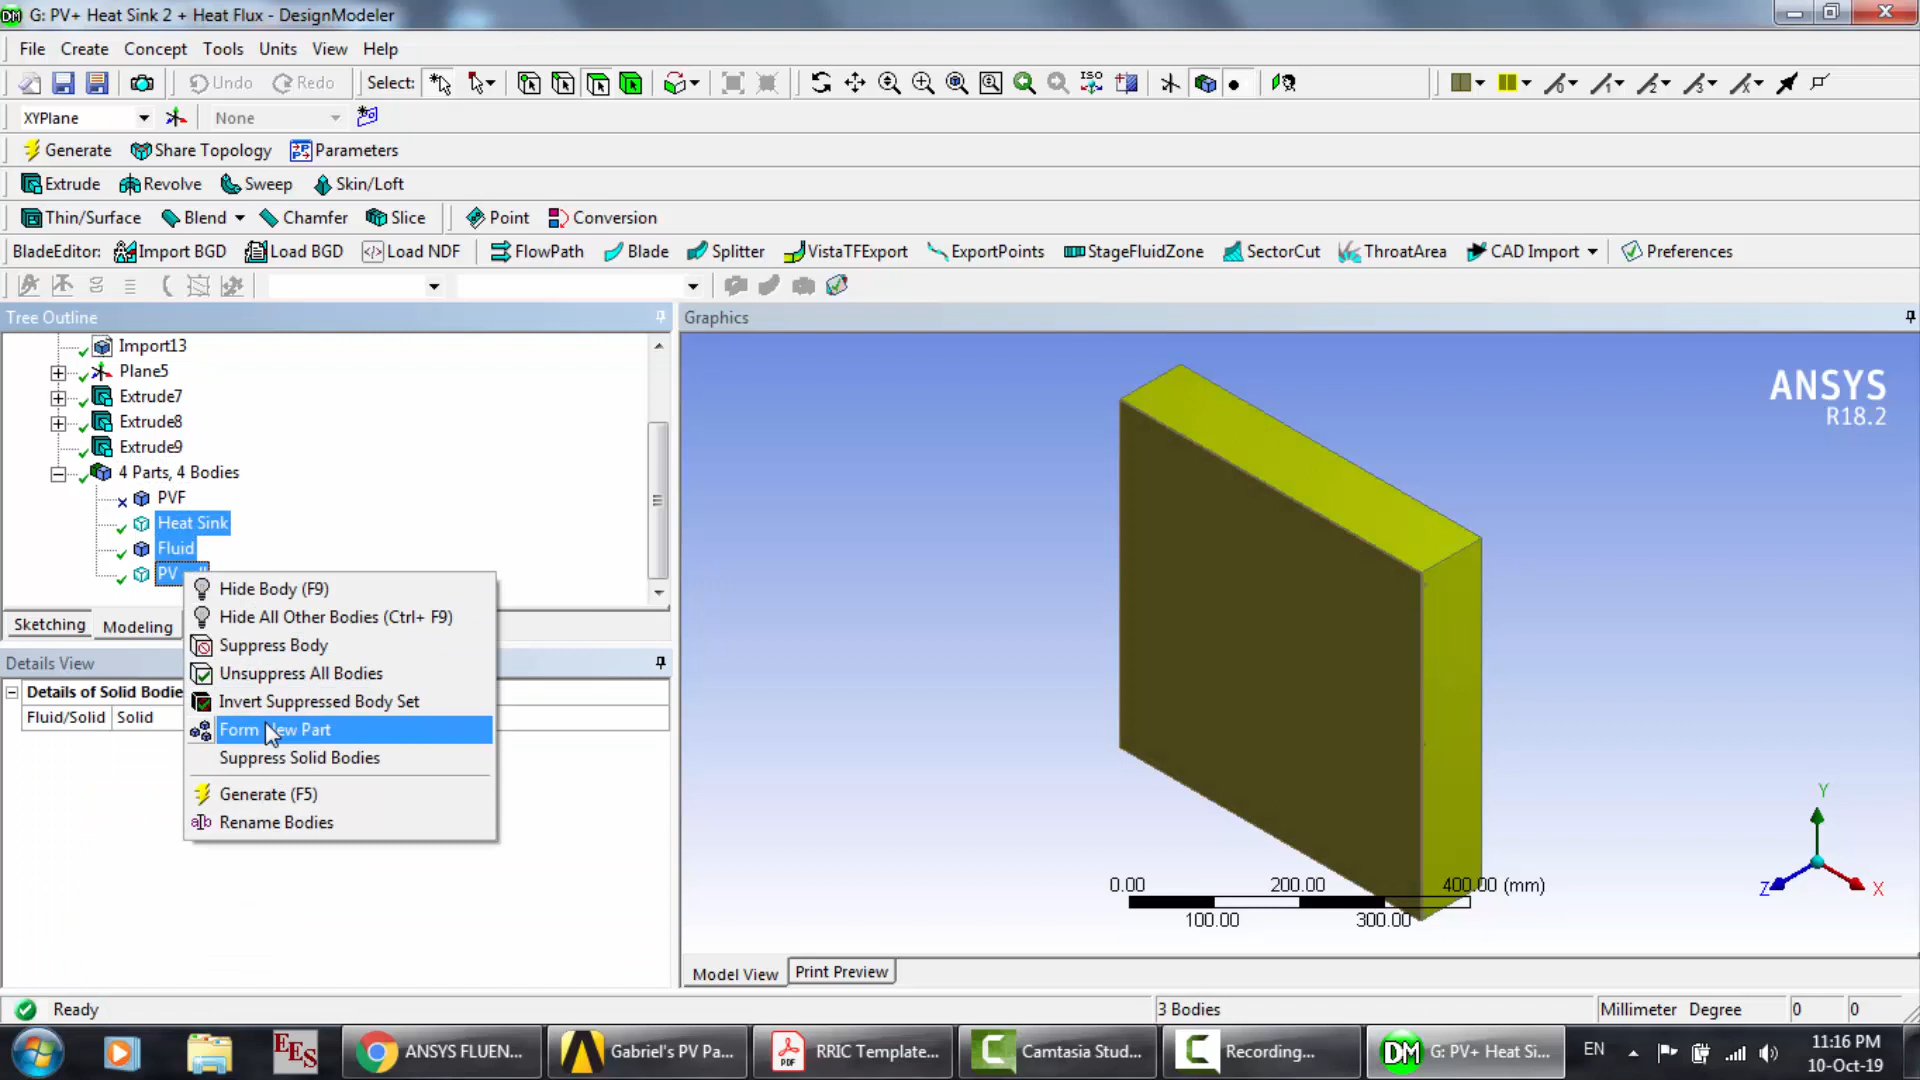 G: PV+ Heat Sink 2 + Heat Flux - DesignModeler
File Create Concept Tools Units View Help
Undo Redo Select: ISO
XYPlane None
Generate Share Topology Parameters
Extrude Revolve Sweep Skin/Loft
Thin/Surface Blend Chamfer Slice Point Conversion
BladeEditor: Import BGD Load BGD Load NDF FlowPath Blade Splitter VistaTFExport ExportPoints StageFluidZone SectorCut ThroatArea CAD Import Preferences
Tree Outline
Graphics
Import13
Plane5
Extrude7
Extrude8
Extrude9
4 Parts, 4 Bodies
PVF
Heat Sink
Fluid
PV
Hide Body (F9)
Hide All Other Bodies (Ctrl+ F9)
Suppress Body
Unsuppress All Bodies
Invert Suppressed Body Set
Form New Part
Suppress Solid Bodies
Generate (F5)
Rename Bodies
Sketching Modeling
Details View
Details of Solid Bodie
Fluid/Solid Solid
ANSYS
R18.2
Y
Z X
0.00 200.00 400.00 (mm)
100.00 300.00
Model View Print Preview
Ready 3 Bodies Millimeter Degree 0 0
EES ANSYS FLUEN... Gabriel's PV Pa... PDF RRIC Template... Camtasia Stud... Recording... DM G: PV+ Heat Si... EN 11:16 PM
10-Oct-19